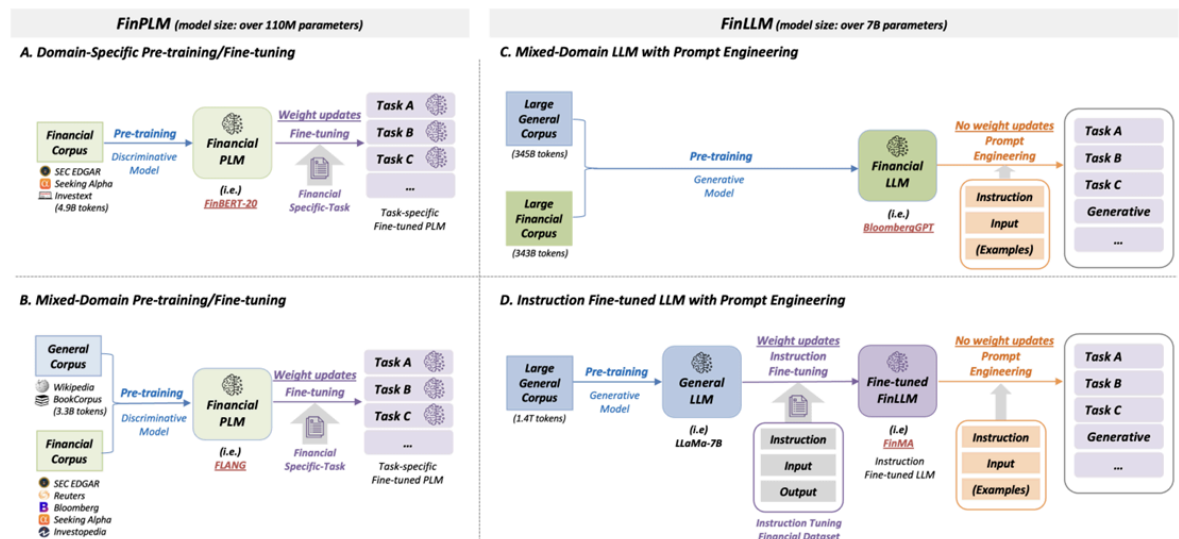 FinPLM (model size: over 110M parameters)
FinLLM (model size: over 7B parameters)
A. Domain-Specific Pre-training/Fine-tuning
Financial
Corpus
SEC EDGAR
Seeking Alpha
Investext
(4.9B tokens)
Pre-training
Discriminative
Model
Financial
PLM
(i.e.)
FinBERT-20
Weight updates
Fine-tuning
Financial
Specific-Task
Task A
Task B
Task C
...
Task-specific
Fine-tuned PLM
C. Mixed-Domain LLM with Prompt Engineering
Large
General
Corpus
(345B tokens)
Large
Financial
Corpus
(343B tokens)
Pre-training
Generative
Model
Financial
LLM
(i.e.)
BloombergGPT
No weight updates
Prompt
Engineering
Instruction
Input
(Examples)
Task A
Task B
Task C
Generative
...
B. Mixed-Domain Pre-training/Fine-tuning
General
Corpus
Wikipedia
BookCorpus
(3.3B tokens)
Financial
Corpus
SEC EDGAR
Reuters
Bloomberg
Seeking Alpha
Investopedia
Pre-training
Discriminative
Model
Financial
PLM
(i.e.)
FLANG
Weight updates
Fine-tuning
Financial
Specific-Task
Task A
Task B
Task C
...
Task-specific
Fine-tuned PLM
D. Instruction Fine-tuned LLM with Prompt Engineering
Large
General
Corpus
(1.4T tokens)
Pre-training
Generative
Model
General
LLM
(i.e)
LLaMa-7B
Weight updates
Instruction
Fine-tuning
Instruction
Input
Output
Instruction Tuning
Financial Dataset
Fine-tuned
FinLLM
(i.e)
FinMA
Instruction
Fine-tuned LLM
No weight updates
Prompt
Engineering
Instruction
Input
(Examples)
Task A
Task B
Task C
Generative
...